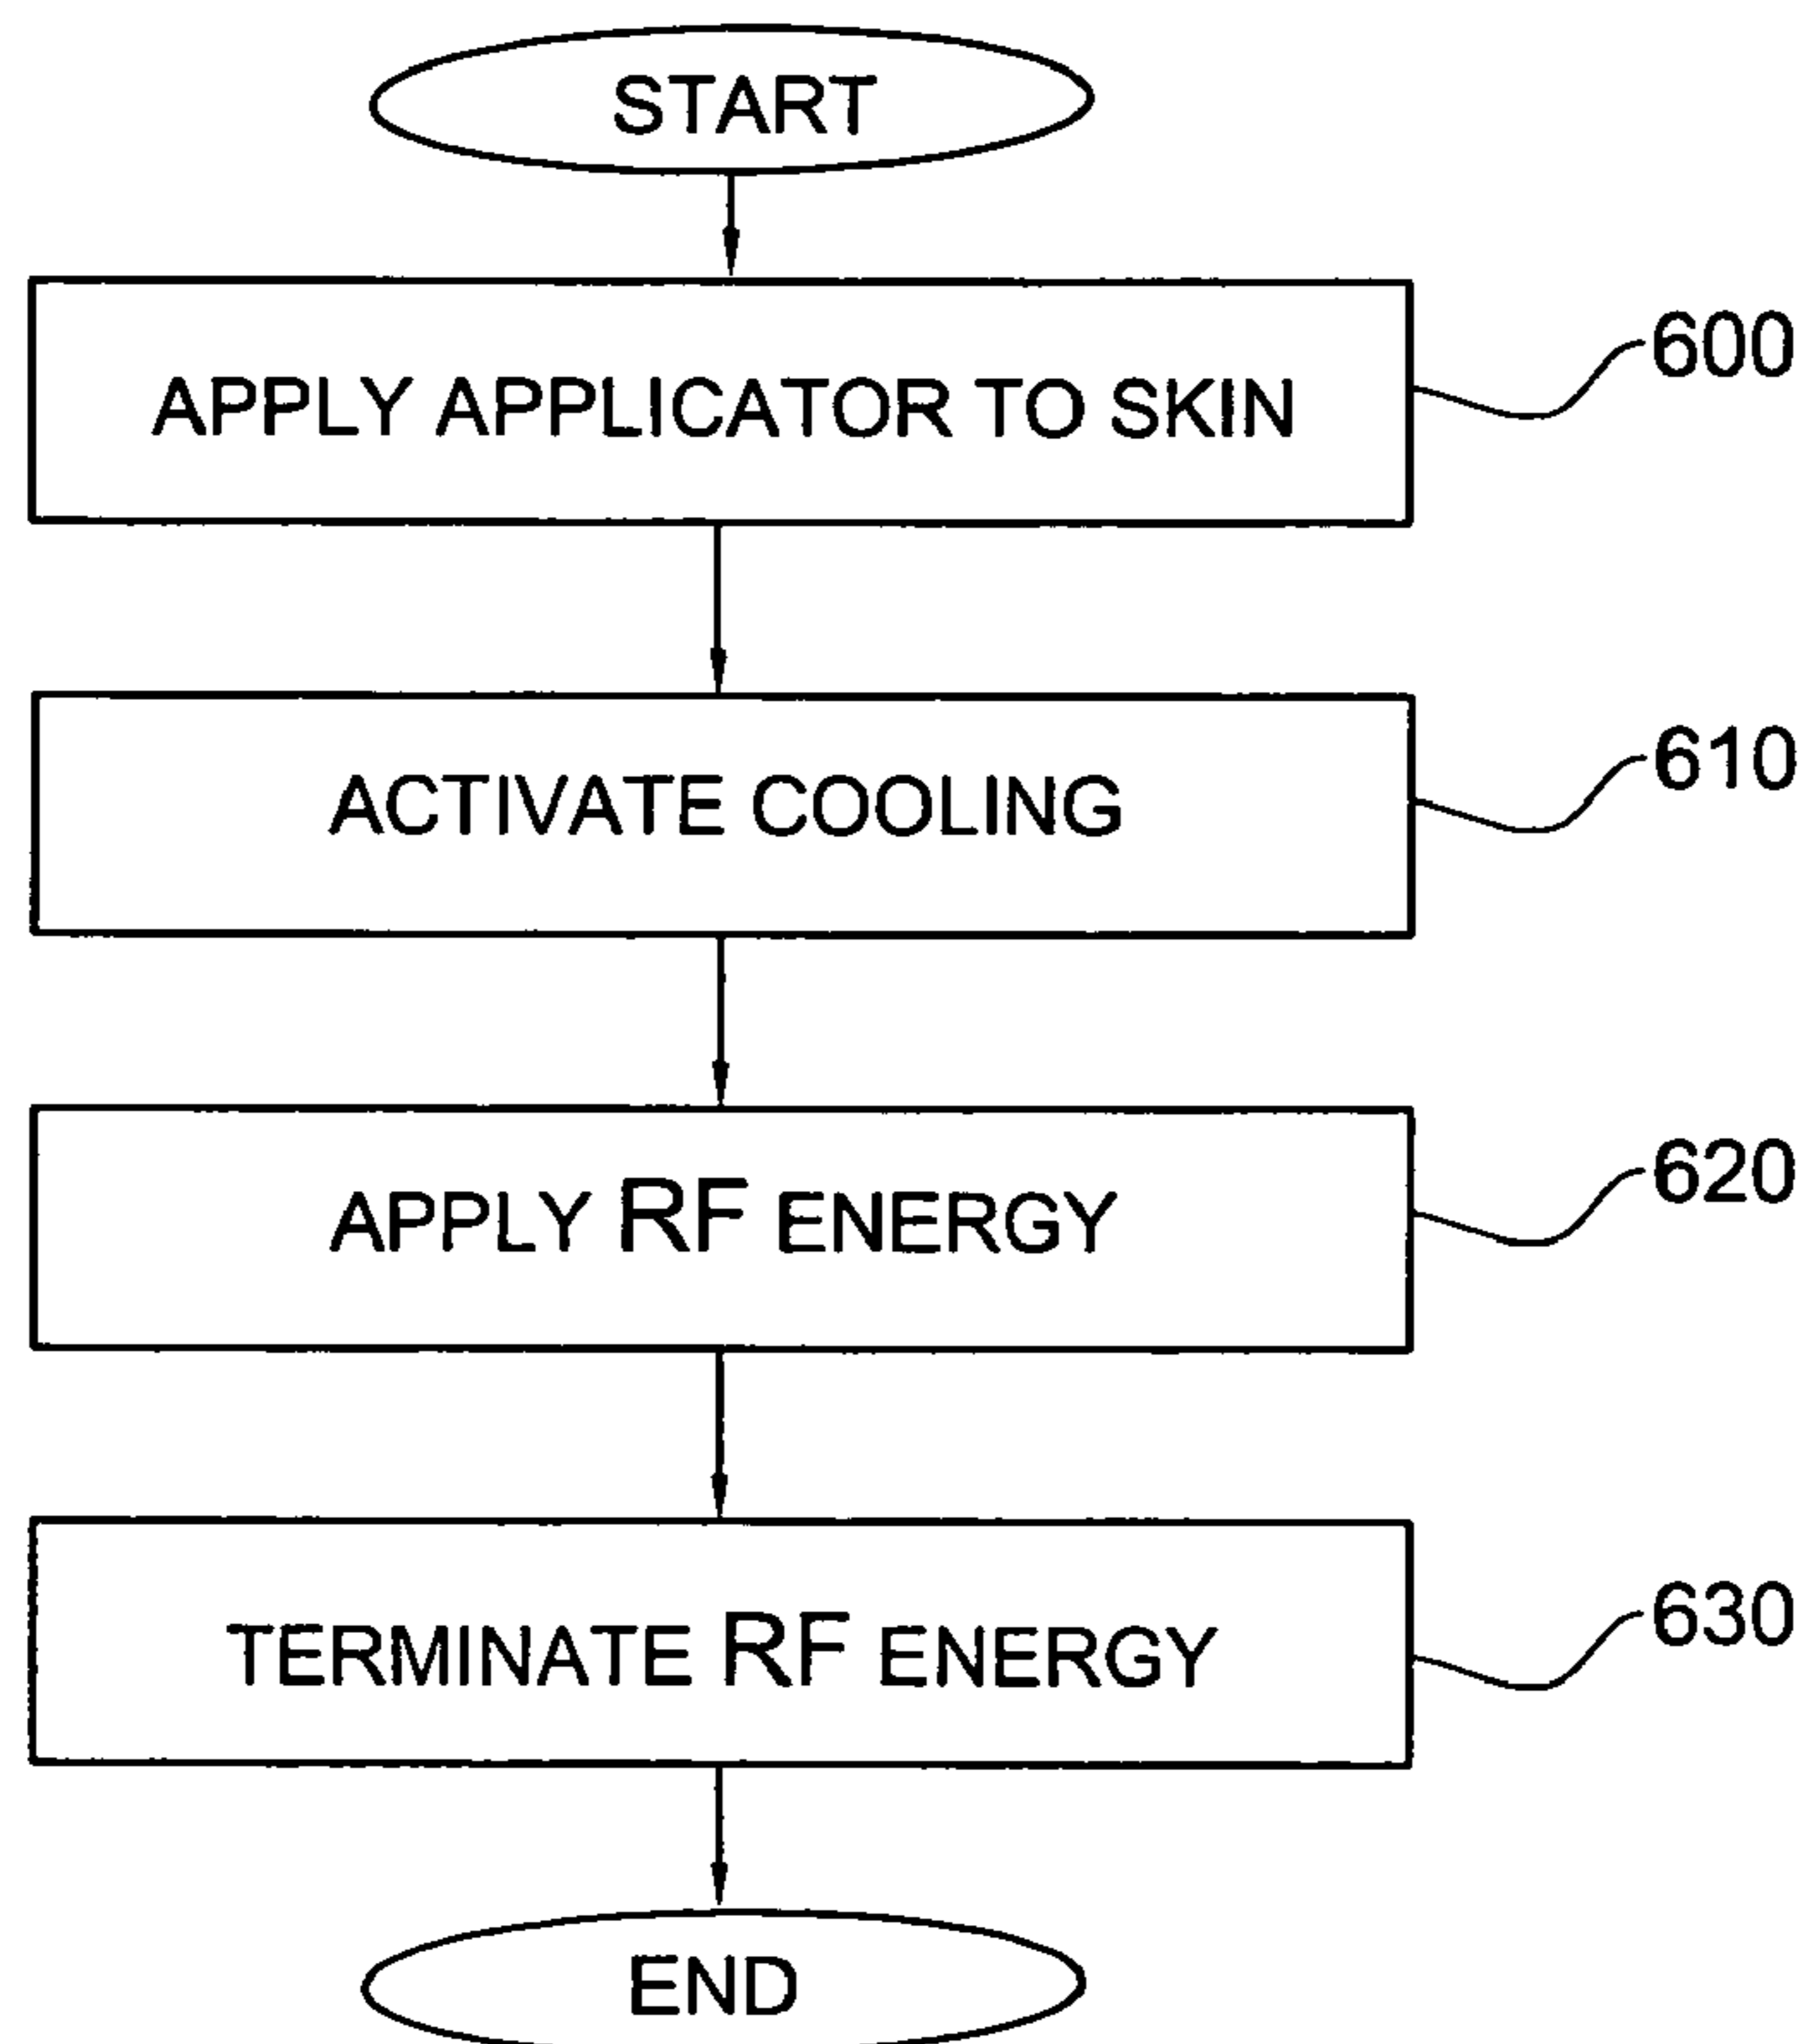 START
APPLY APPLICATOR TO SKIN
600
ACTIVATE COOLING
610
APPLY RF ENERGY
620
TERMINATE RF ENERGY
630
END